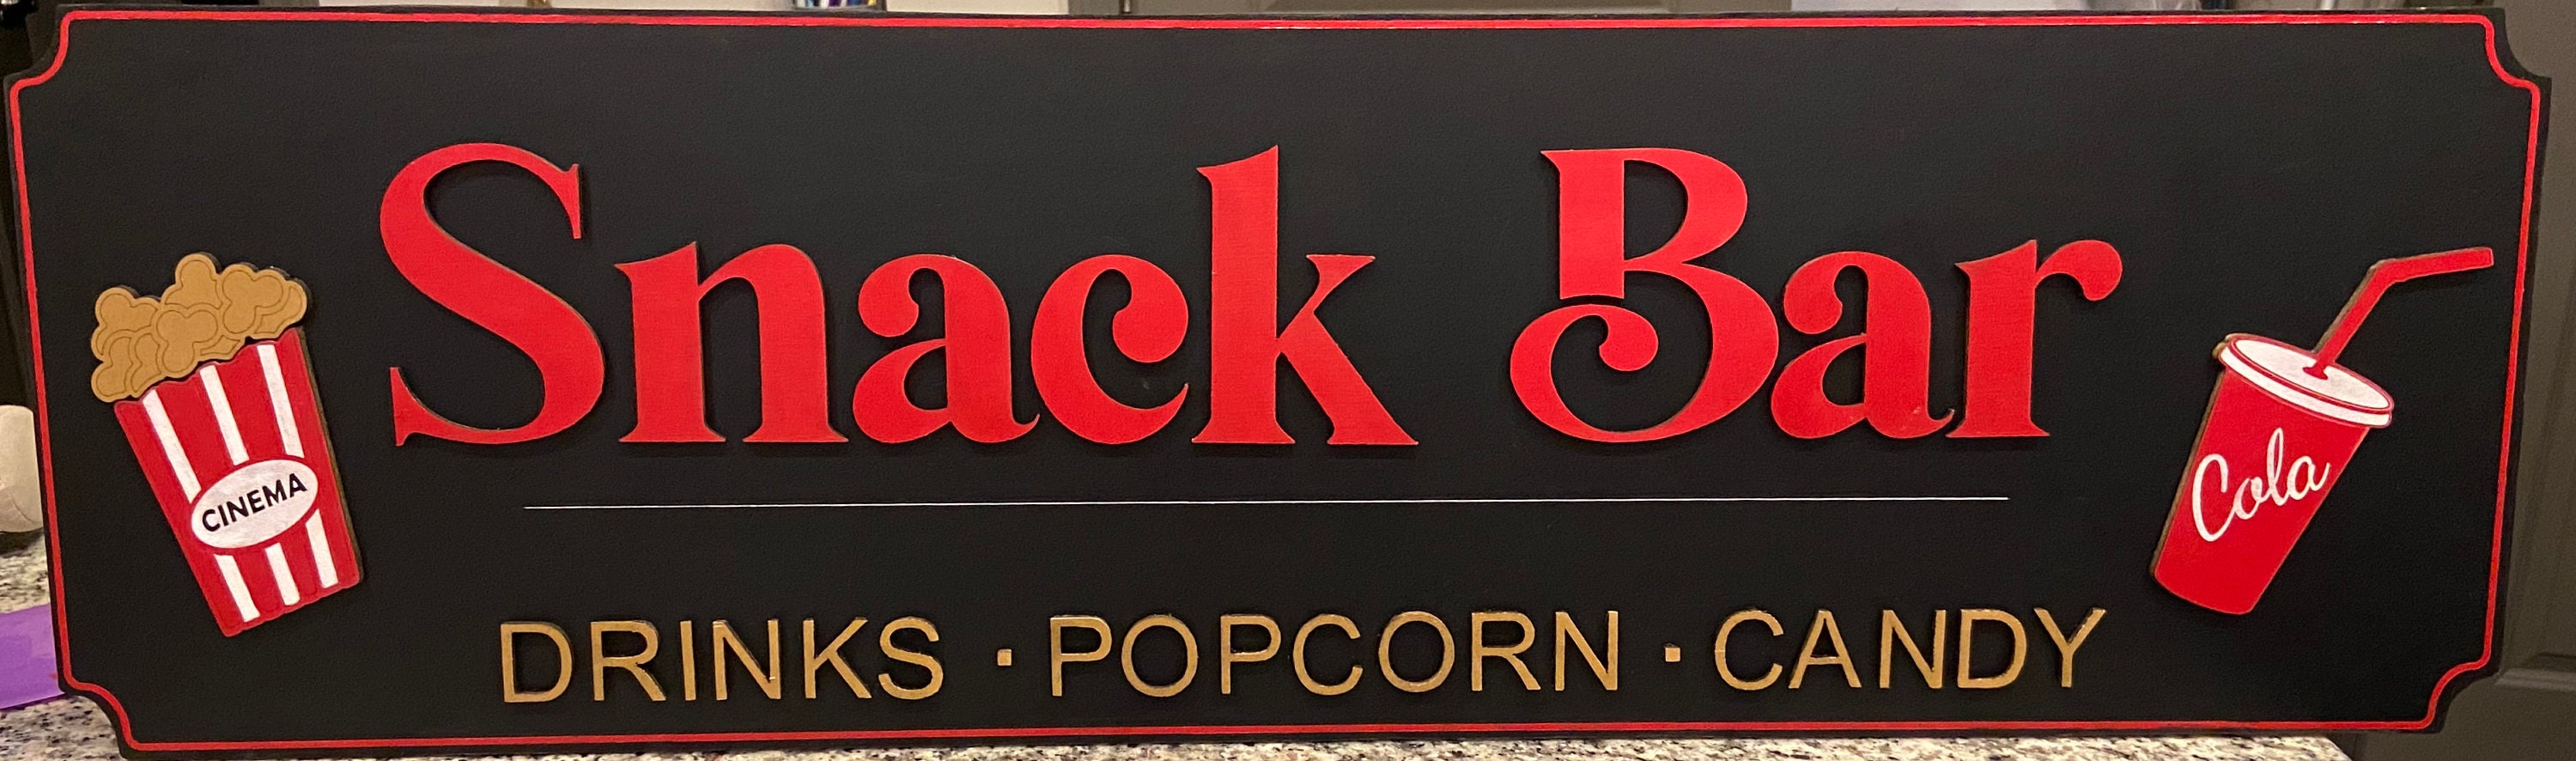 Snack Bar
CINEMA
Cola
DRINKS · POPCORN · CANDY